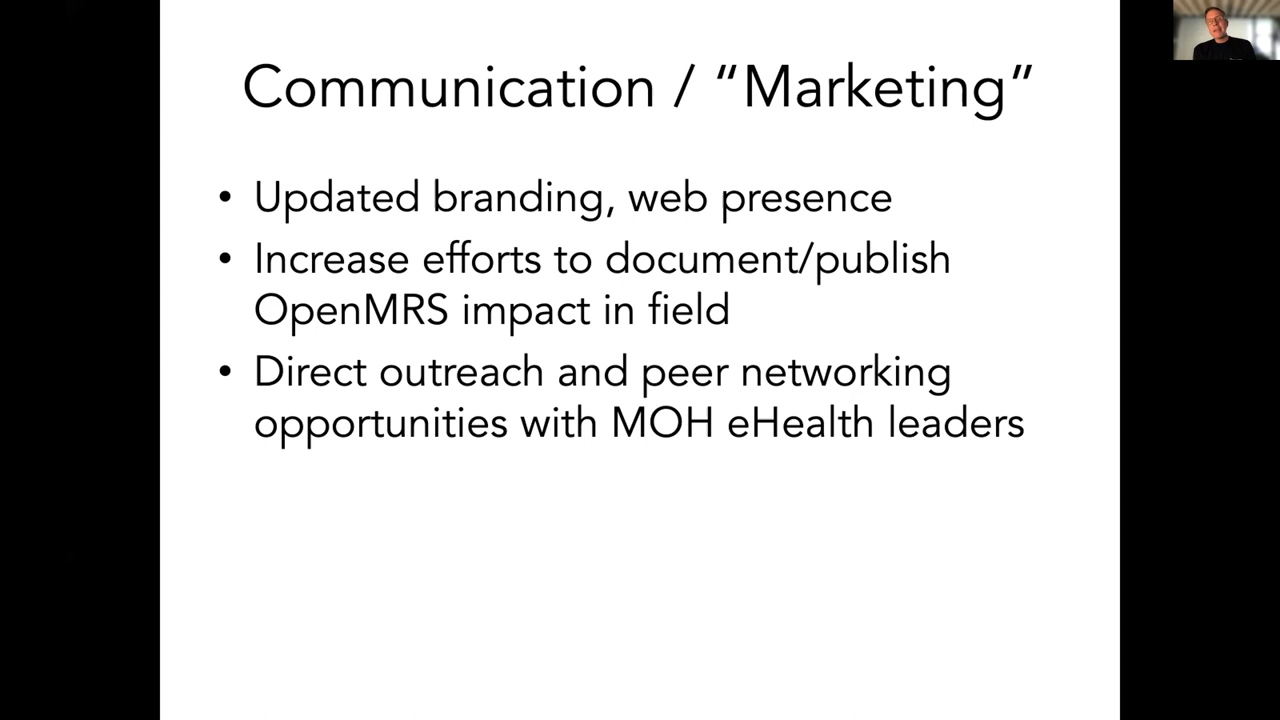 Communication / “Marketing”
• Updated branding, web presence
• Increase efforts to document/publish
OpenMRS impact in field
• Direct outreach and peer networking
opportunities with MOH eHealth leaders